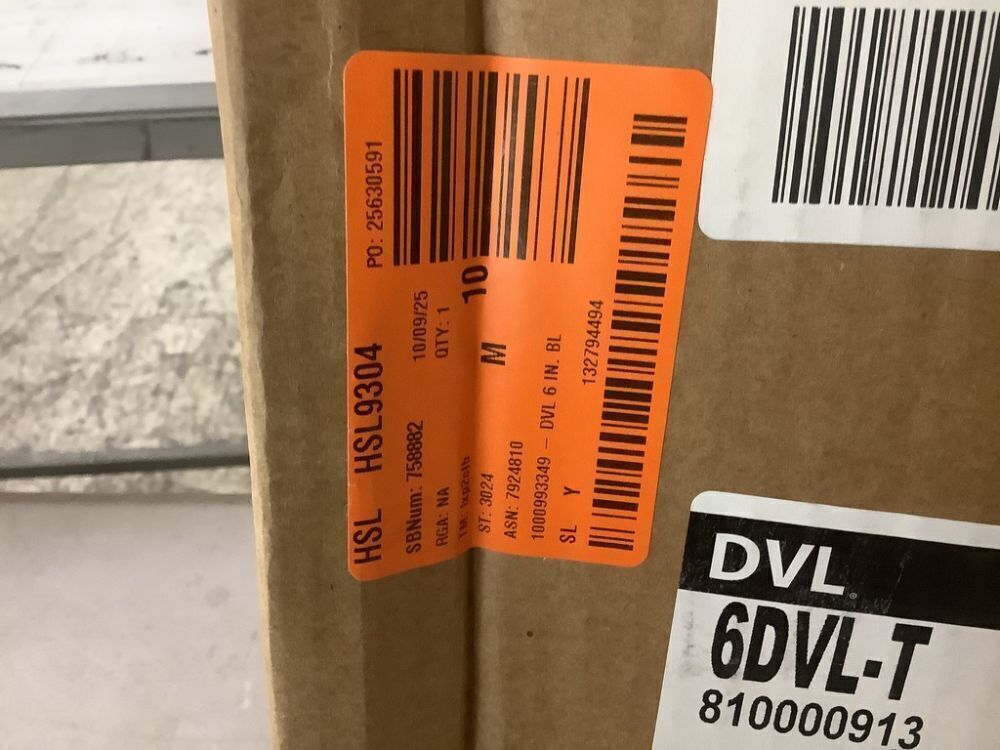 HSL HSL9304 PO: 25630591
SBNum: 758882 10/09/25
RGA: NA QTY: 1
TM: 10
ST: 3024 M
ASN: 7924810
1000993349 - DVL 6 IN. BL
SL Y 132794494
DVL
6DVL-T
810000913